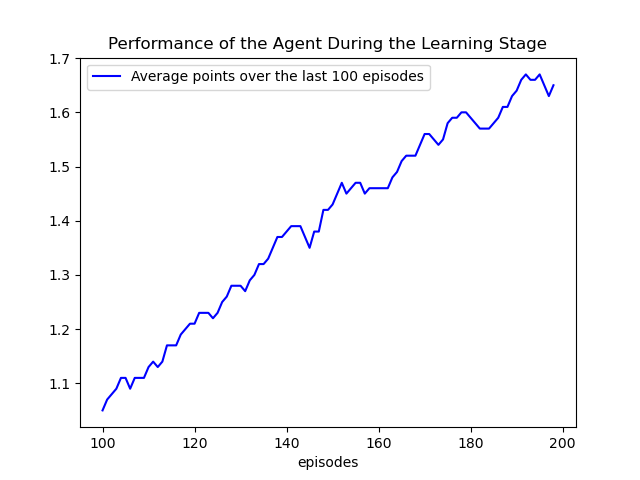 Performance of the Agent During the Learning Stage
Average points over the last 100 episodes
1.7
1.6
1.5
1.4
1.3
1.2
1.1
100 120 140 160 180 200
episodes